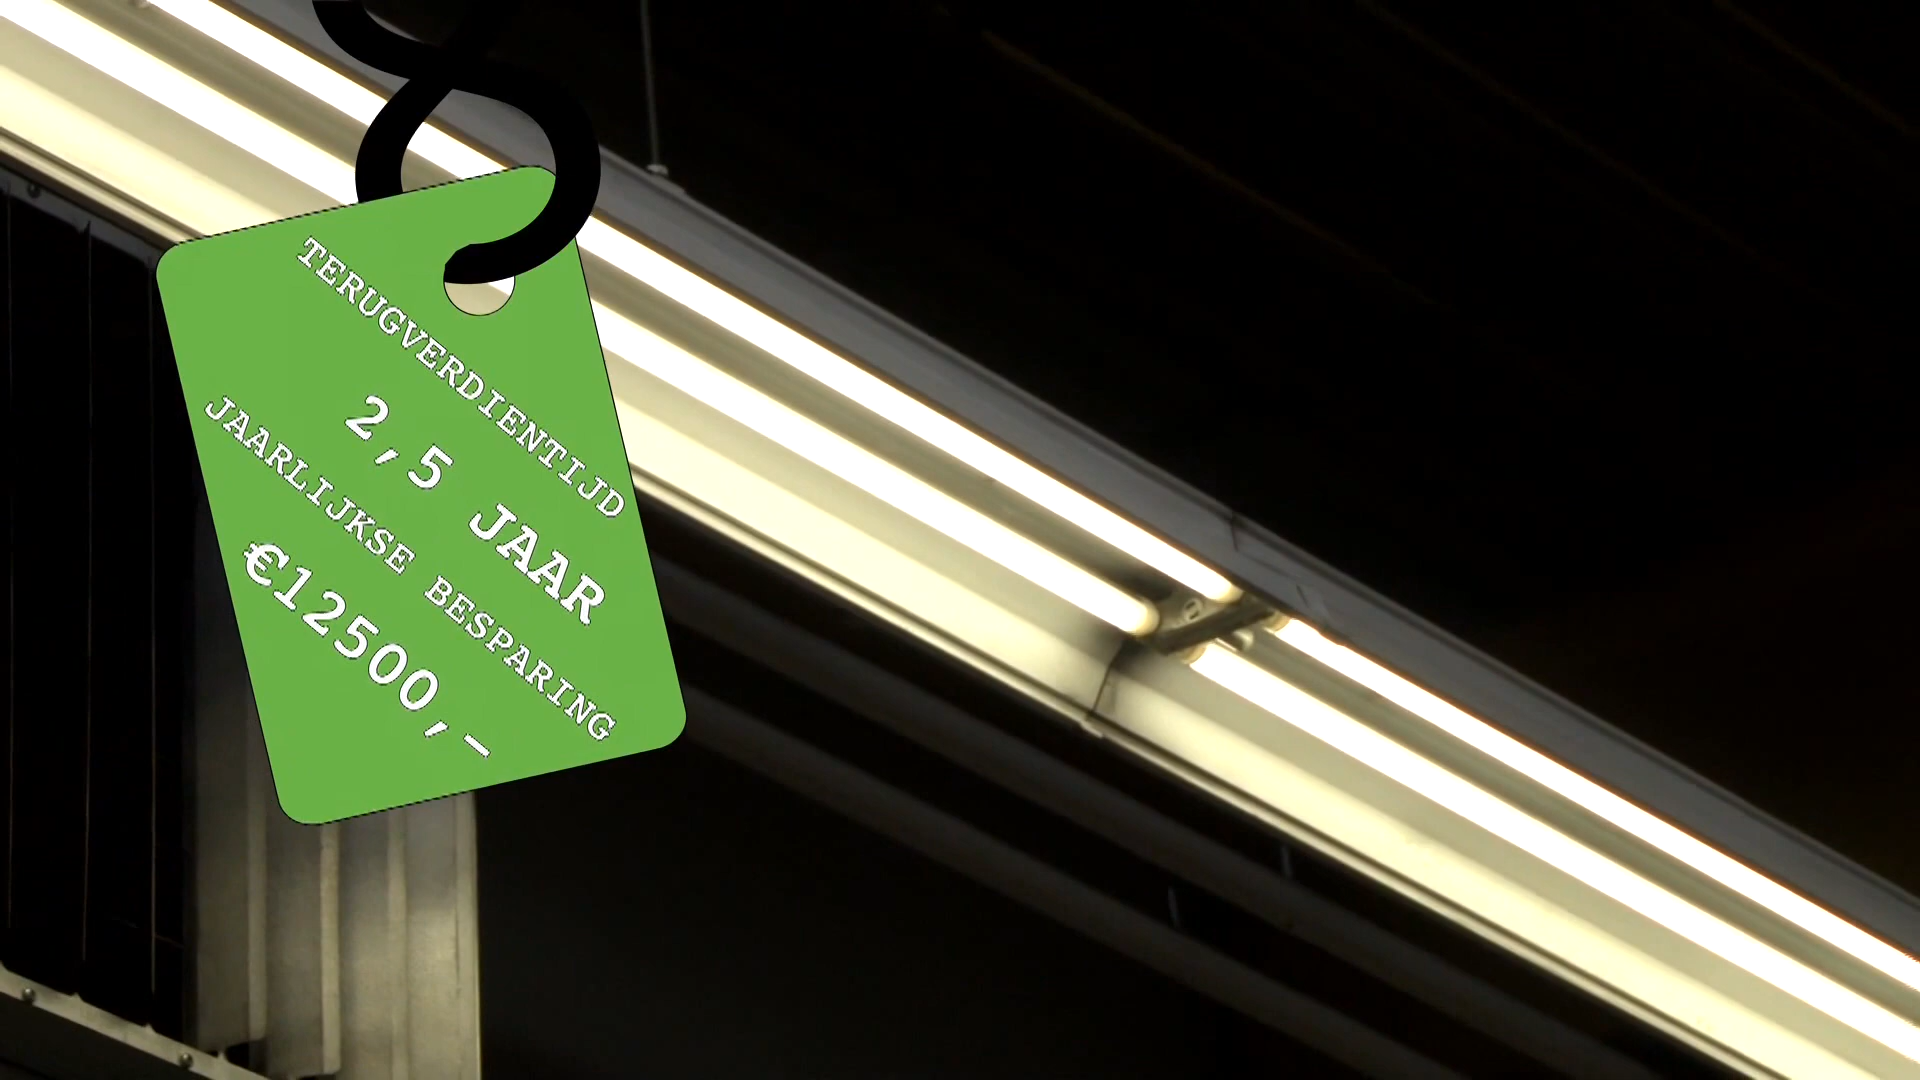 TERUGVERDIENTIJD
2,5 JAAR
JAARLIJKSE BESPARING
€12500,-